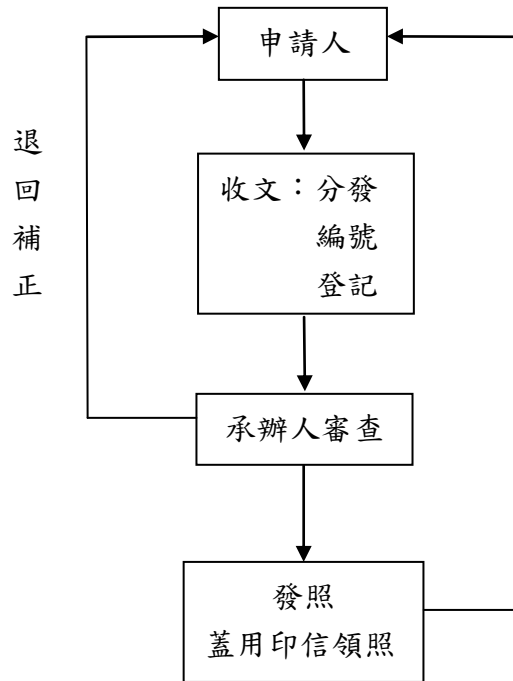 申請人
退
回
補
正
收文：分發
編號
登記
承辦人審查
發照
蓋用印信領照